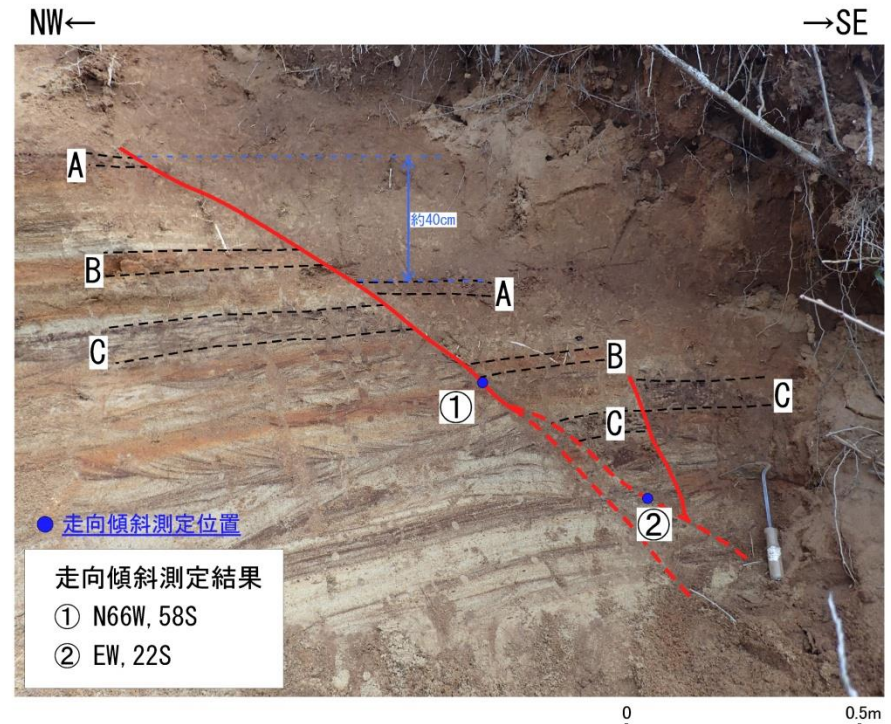 NW← →SE
A
約40cm
B
A
C
B
①
C
C
②
走向傾斜測定位置
走向傾斜測定結果
① N66W, 58S
② EW, 22S
0 0.5m